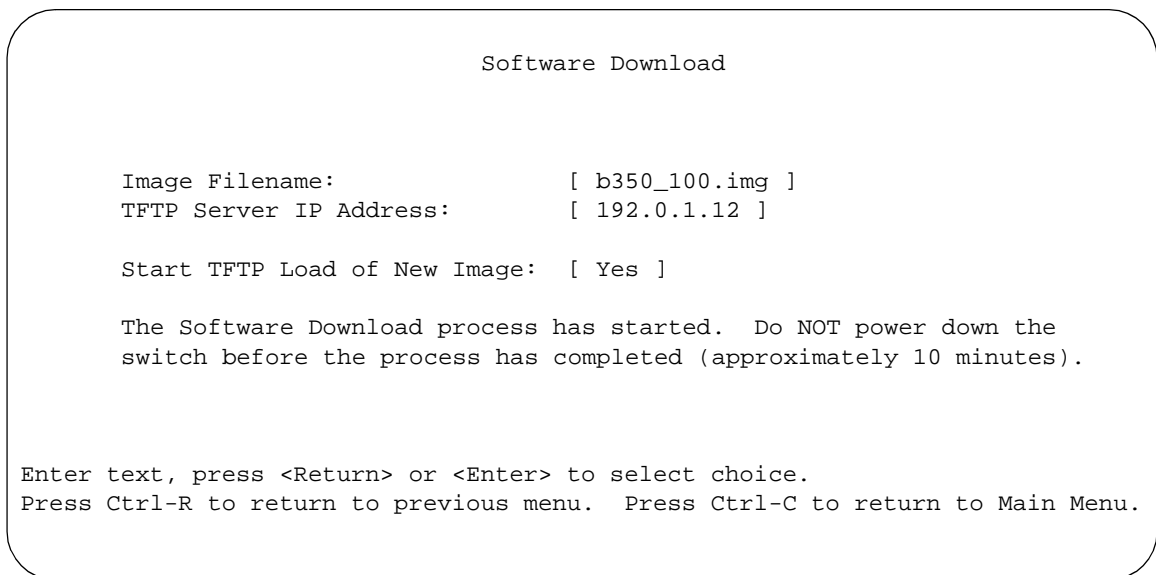 Software Download
Image Filename: [ b350_100.img ]
TFTP Server IP Address: [ 192.0.1.12 ]
Start TFTP Load of New Image: [ Yes ]
The Software Download process has started. Do NOT power down the
switch before the process has completed (approximately 10 minutes).
Enter text, press <Return> or <Enter> to select choice.
Press Ctrl-R to return to previous menu. Press Ctrl-C to return to Main Menu.